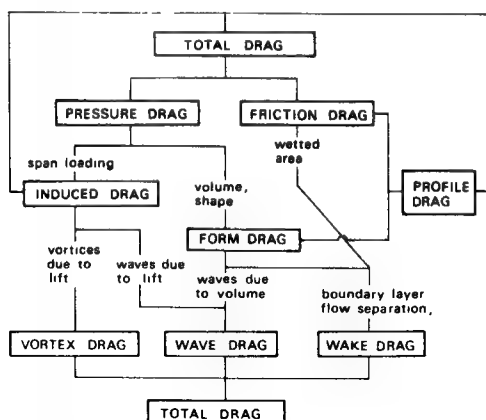 TOTAL DRAG
PRESSURE DRAG
FRICTION DRAG
span loading
wetted
area
INDUCED DRAG
volume,
shape
PROFILE
DRAG
FORM DRAG
vortices
due to
lift
waves due
to lift
waves due
to volume
boundary layer
flow separation,
VORTEX DRAG
WAVE DRAG
WAKE DRAG
TOTAL DRAG